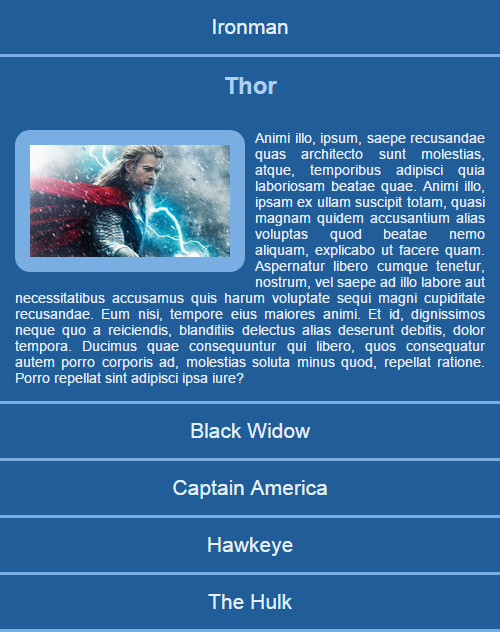 Ironman
Thor
Animi illo, ipsum, saepe recusandae
quas architecto sunt molestias,
atque, temporibus adipisci quia
laboriosam beatae quae. Animi illo,
ipsam ex ullam suscipit totam, quasi
magnam quidem accusantium alias
voluptas quod beatae nemo
aliquam, explicabo ut facere quam.
Aspernatur libero cumque tenetur,
nostrum, vel saepe ad illo labore aut
necessitatibus accusamus quis harum voluptate sequi magni cupiditate
recusandae. Eum nisi, tempore eius maiores animi. Et id, dignissimos
neque quo a reiciendis, blanditiis delectus alias deserunt debitis, dolor
tempora. Ducimus quae consequuntur qui libero, quos consequatur
autem porro corporis ad, molestias soluta minus quod, repellat ratione.
Porro repellat sint adipisci ipsa iure?
Black Widow
Captain America
Hawkeye
The Hulk